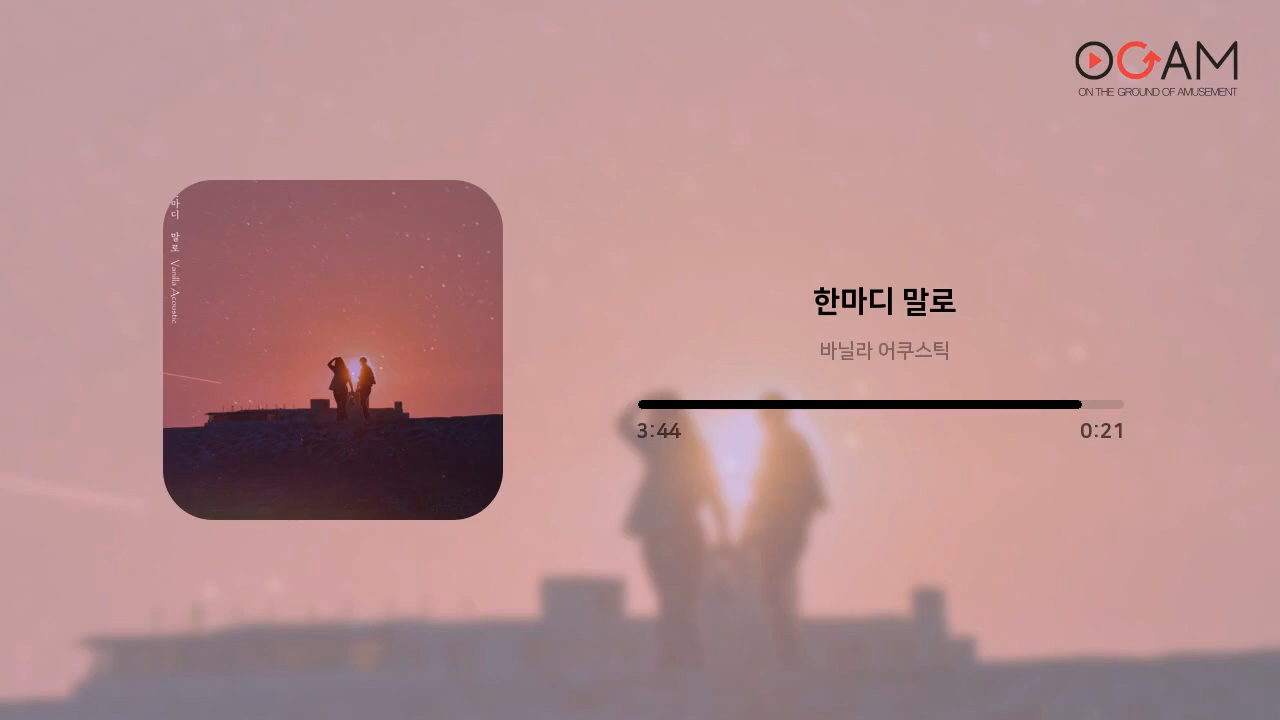 OGAM
ON THE GROUND OF AMUSEMENT
마디 말로 Vanilla Acoustic
한마디 말로
바닐라 어쿠스틱
3:44
0:21